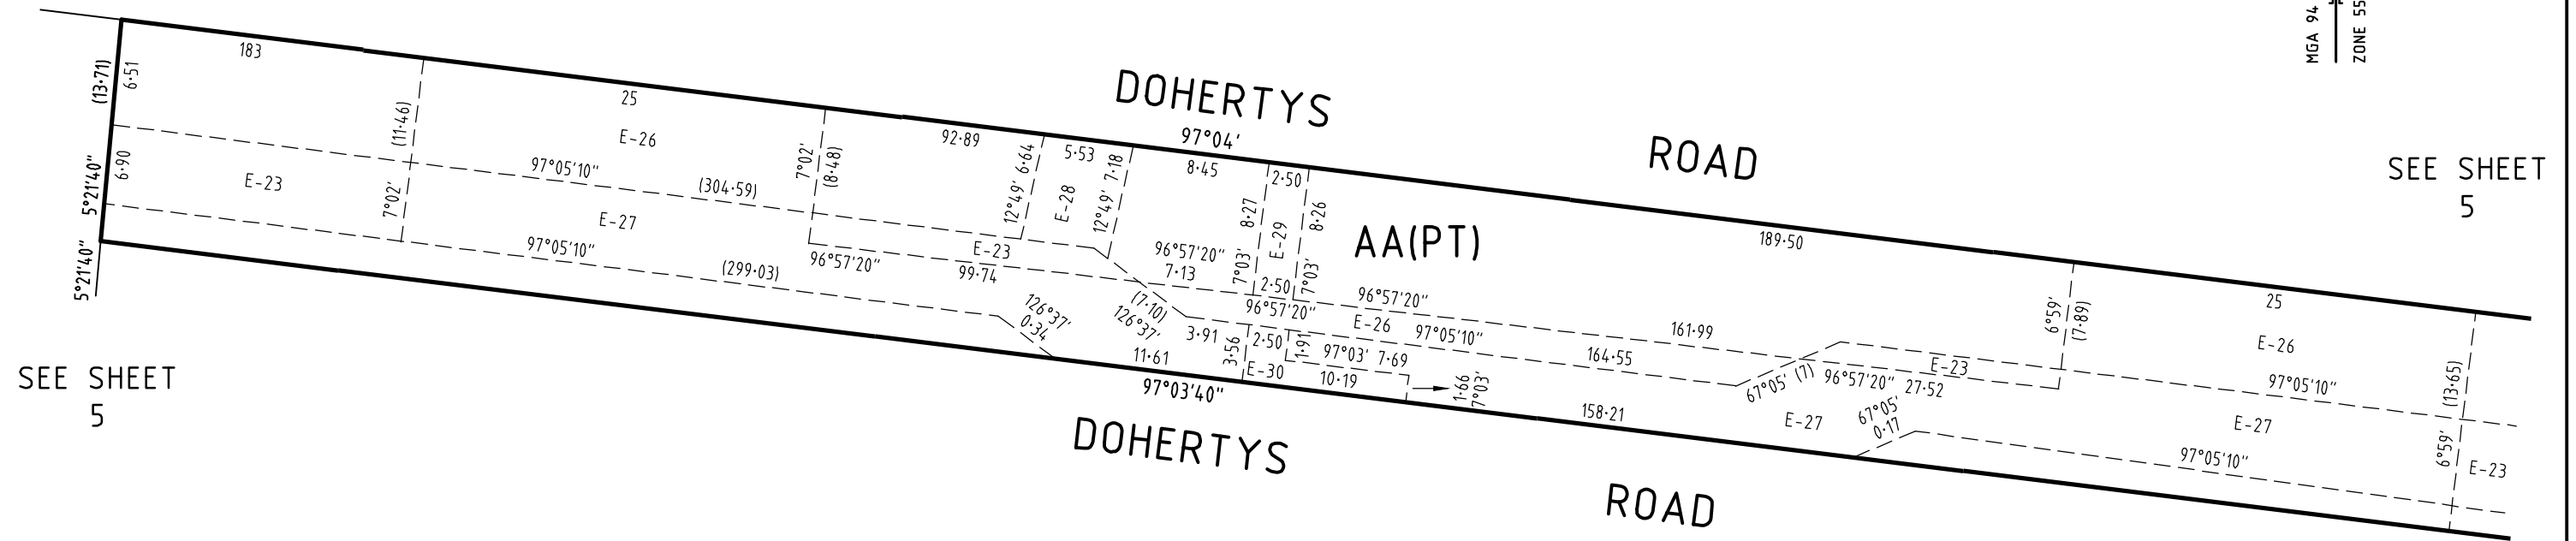 MGA 94
ZONE 55
DOHERTYS
ROAD
97°04'
SEE SHEET
5
183
(13·71)
6·51
6·90
5°21'40"
5°21'40"
(11·46)
7°02'
25
E-26
E-23
97°05'10"
(304·59)
E-27
97°05'10"
(299·03)
7°02'
(8·48)
92·89
12°49' 6·64
5·53
E-28
12°49' 7·18
8·45
2·50
8·27
7°03'
E-29
8·26
7°03'
AA(PT)
189·50
E-23
96°57'20"
99·74
96°57'20"
7·13
2·50
96°57'20"
96°57'20"
E-26
97°05'10"
161·99
164·55
126°37'
0·34
(7·10)
126°37'
3·91
3·56
2·50
1·91
97°03' 7·69
11·61
E-30
10·19
1·66
7°03'
97°03'40"
158·21
67°05' (7)
96°57'20" 27·52
E-23
67°05'
0·17
E-27
6°59'
(7·89)
25
E-26
97°05'10"
E-27
97°05'10"
(13·65)
6°59'
E-23
SEE SHEET
5
DOHERTYS
ROAD